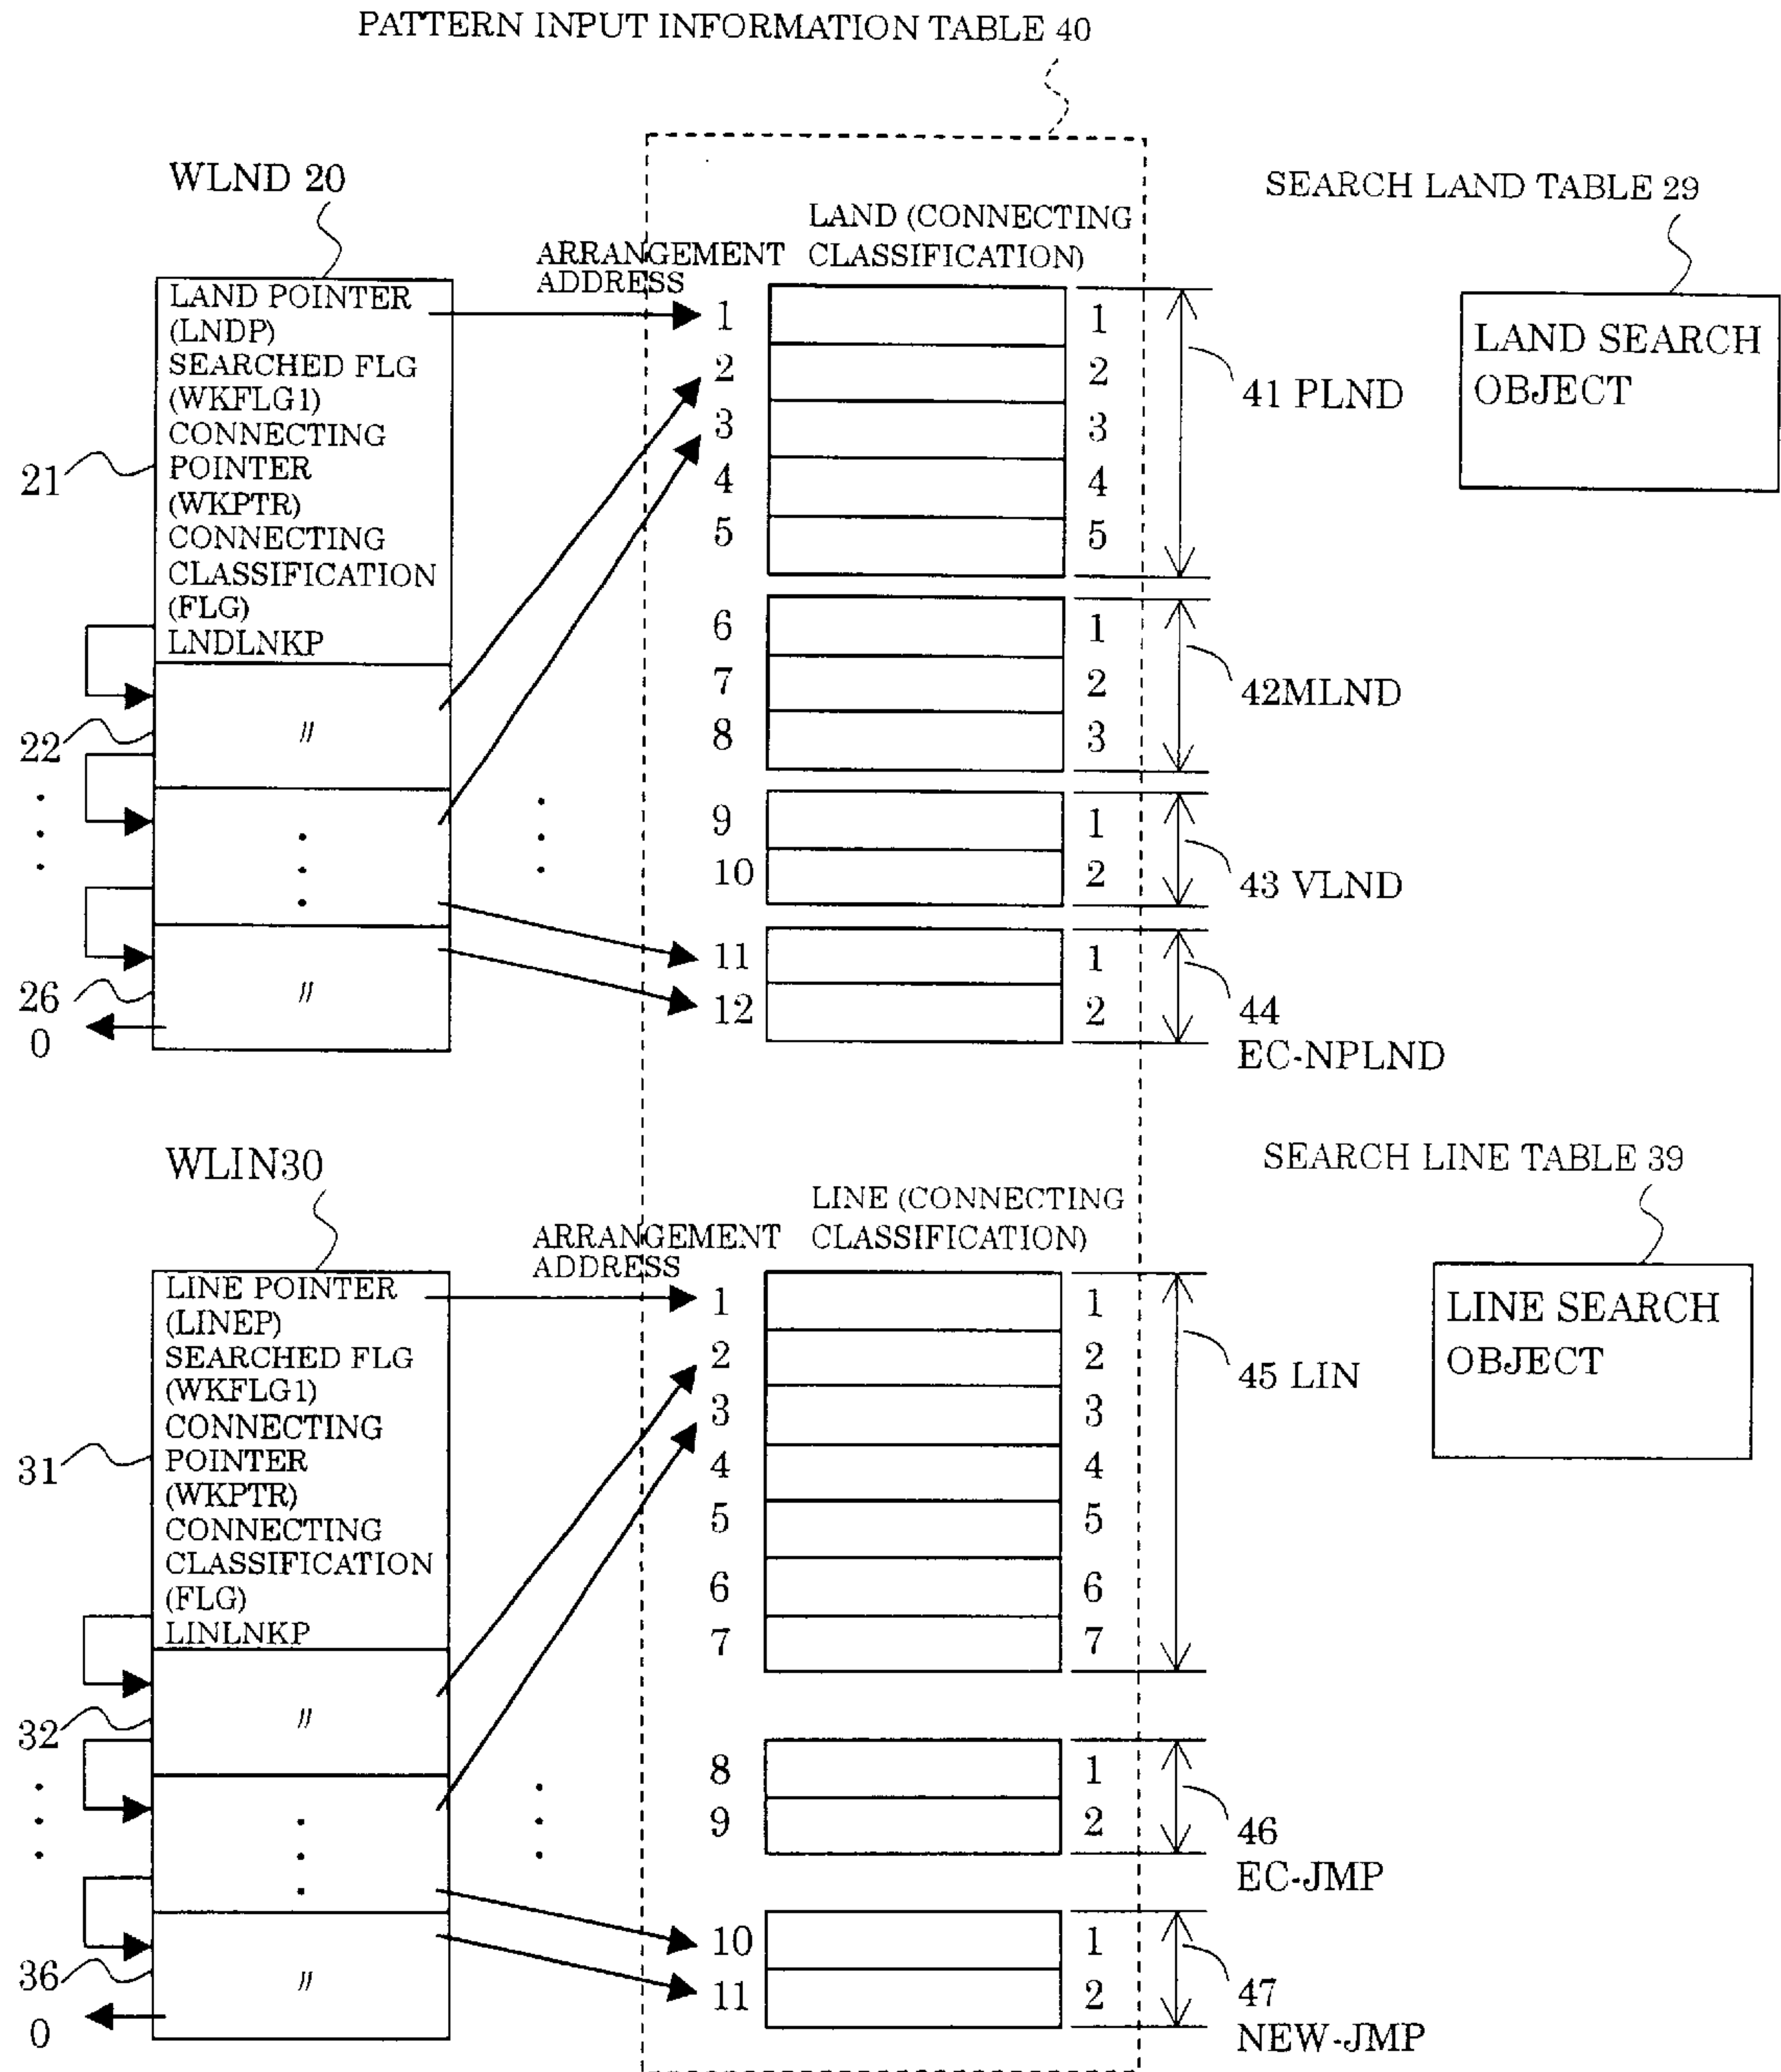 PATTERN INPUT INFORMATION TABLE 40
WLND 20
SEARCH LAND TABLE 29
ARRANGEMENT
ADDRESS
LAND (CONNECTING
CLASSIFICATION)
LAND POINTER
(LNDP)
SEARCHED FLG
(WKFLG1)
CONNECTING
POINTER
(WKPTR)
CONNECTING
CLASSIFICATION
(FLG)
LNDLNKP
21
22
〃
26
〃
0
1
2
3
4
5
6
7
8
9
10
11
12
1
2
3
4
5
1
2
3
1
2
1
2
41 PLND
42MLND
43 VLND
44
EC-NPLND
LAND SEARCH
OBJECT
WLIN30
SEARCH LINE TABLE 39
ARRANGEMENT
ADDRESS
LINE (CONNECTING
CLASSIFICATION)
LINE POINTER
(LINEP)
SEARCHED FLG
(WKFLG1)
CONNECTING
POINTER
(WKPTR)
CONNECTING
CLASSIFICATION
(FLG)
LINLNKP
31
32
〃
36
〃
0
1
2
3
4
5
6
7
8
9
10
11
1
2
3
4
5
6
7
1
2
1
2
45 LIN
46
EC-JMP
47
NEW-JMP
LINE SEARCH
OBJECT